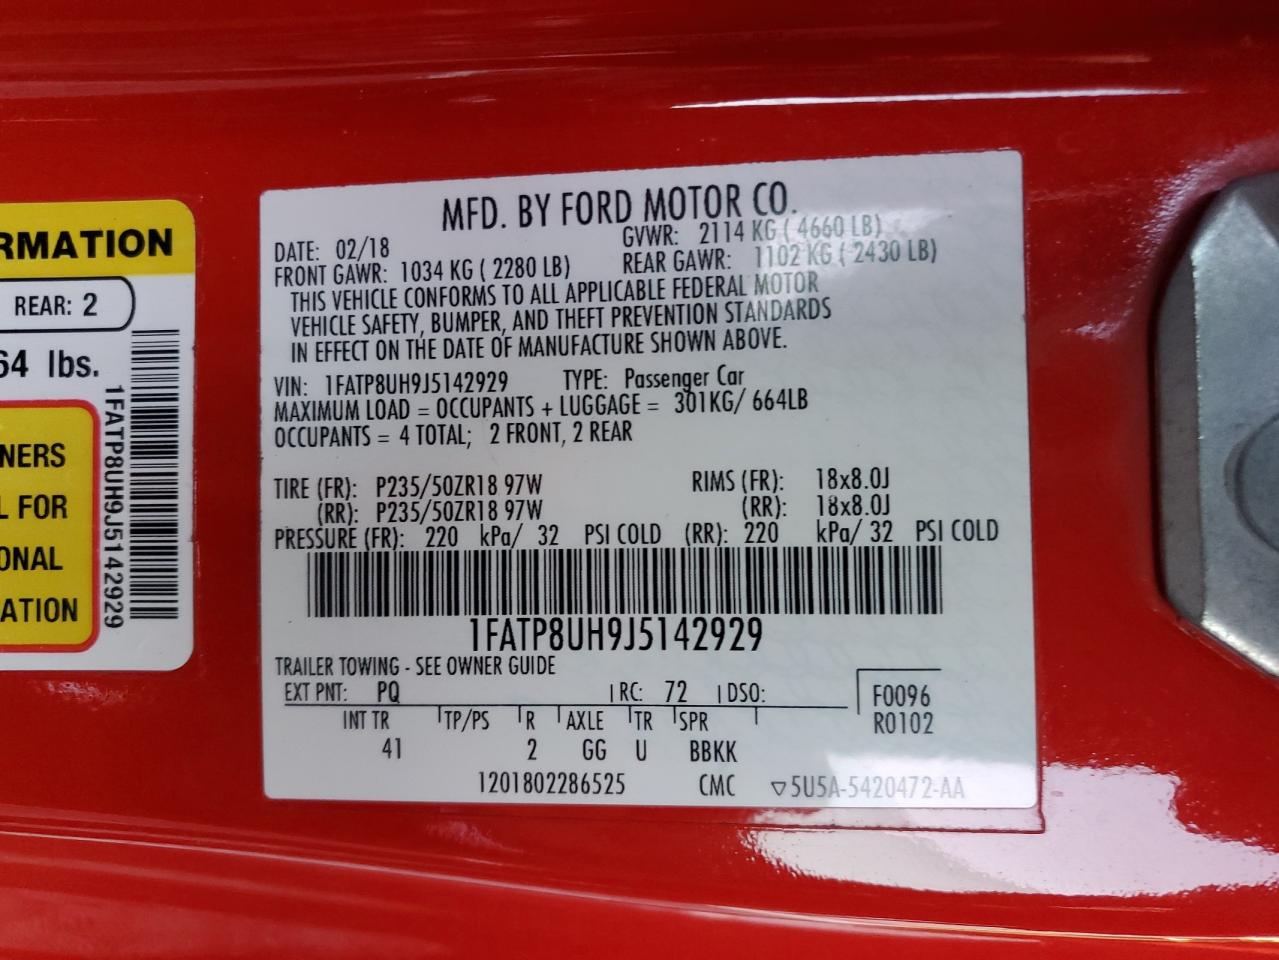 RMATION
REAR: 2
64 lbs.
NERS
L FOR
ONAL
ATION
1FATP8UH9J5142929
MFD. BY FORD MOTOR CO.
DATE: 02/18 GVWR: 2114 KG ( 4660 LB)
FRONT GAWR: 1034 KG ( 2280 LB) REAR GAWR: 1102 KG ( 2430 LB)
THIS VEHICLE CONFORMS TO ALL APPLICABLE FEDERAL MOTOR
VEHICLE SAFETY, BUMPER, AND THEFT PREVENTION STANDARDS
IN EFFECT ON THE DATE OF MANUFACTURE SHOWN ABOVE.
VIN: 1FATP8UH9J5142929 TYPE: Passenger Car
MAXIMUM LOAD = OCCUPANTS + LUGGAGE = 301KG/ 664LB
OCCUPANTS = 4 TOTAL; 2 FRONT, 2 REAR
TIRE (FR): P235/50ZR18 97W RIMS (FR): 18x8.0J
(RR): P235/50ZR18 97W (RR): 18x8.0J
PRESSURE (FR): 220 kPa/ 32 PSI COLD (RR): 220 kPa/ 32 PSI COLD
1FATP8UH9J5142929
TRAILER TOWING - SEE OWNER GUIDE
EXT PNT: PQ RC: 72 DSO: F0096
INT TR TP/PS R AXLE TR SPR R0102
41 2 GG U BBKK
1201802286525 CMC ▽5U5A-5420472-AA